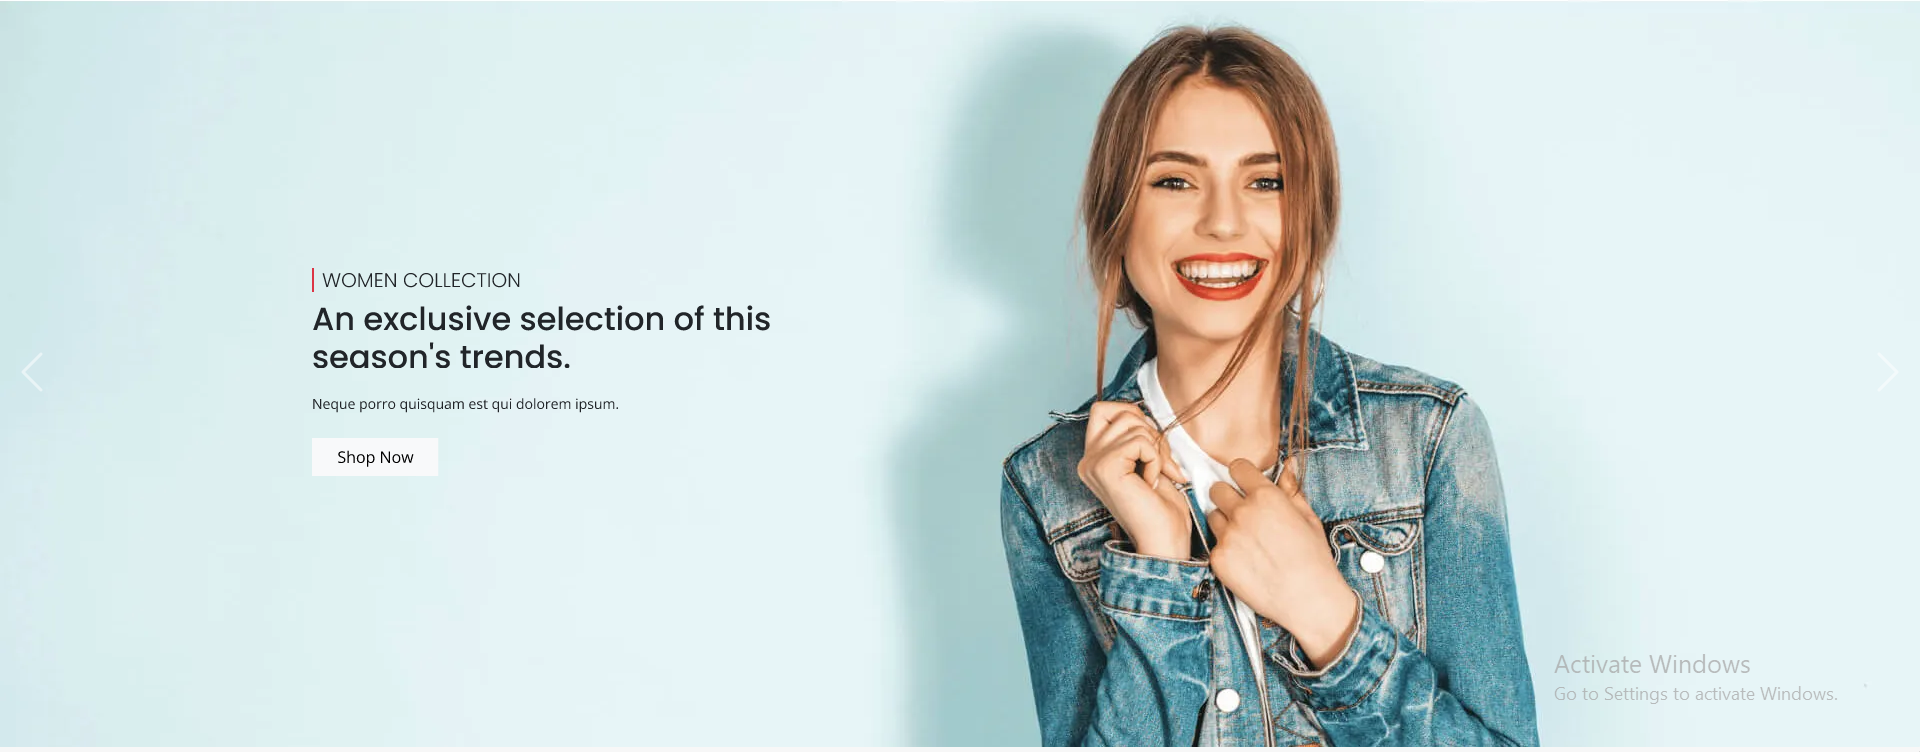 WOMEN COLLECTION
An exclusive selection of this
season's trends.
Neque porro quisquam est qui dolorem ipsum.
Shop Now
Activate Windows
Go to Settings to activate Windows.